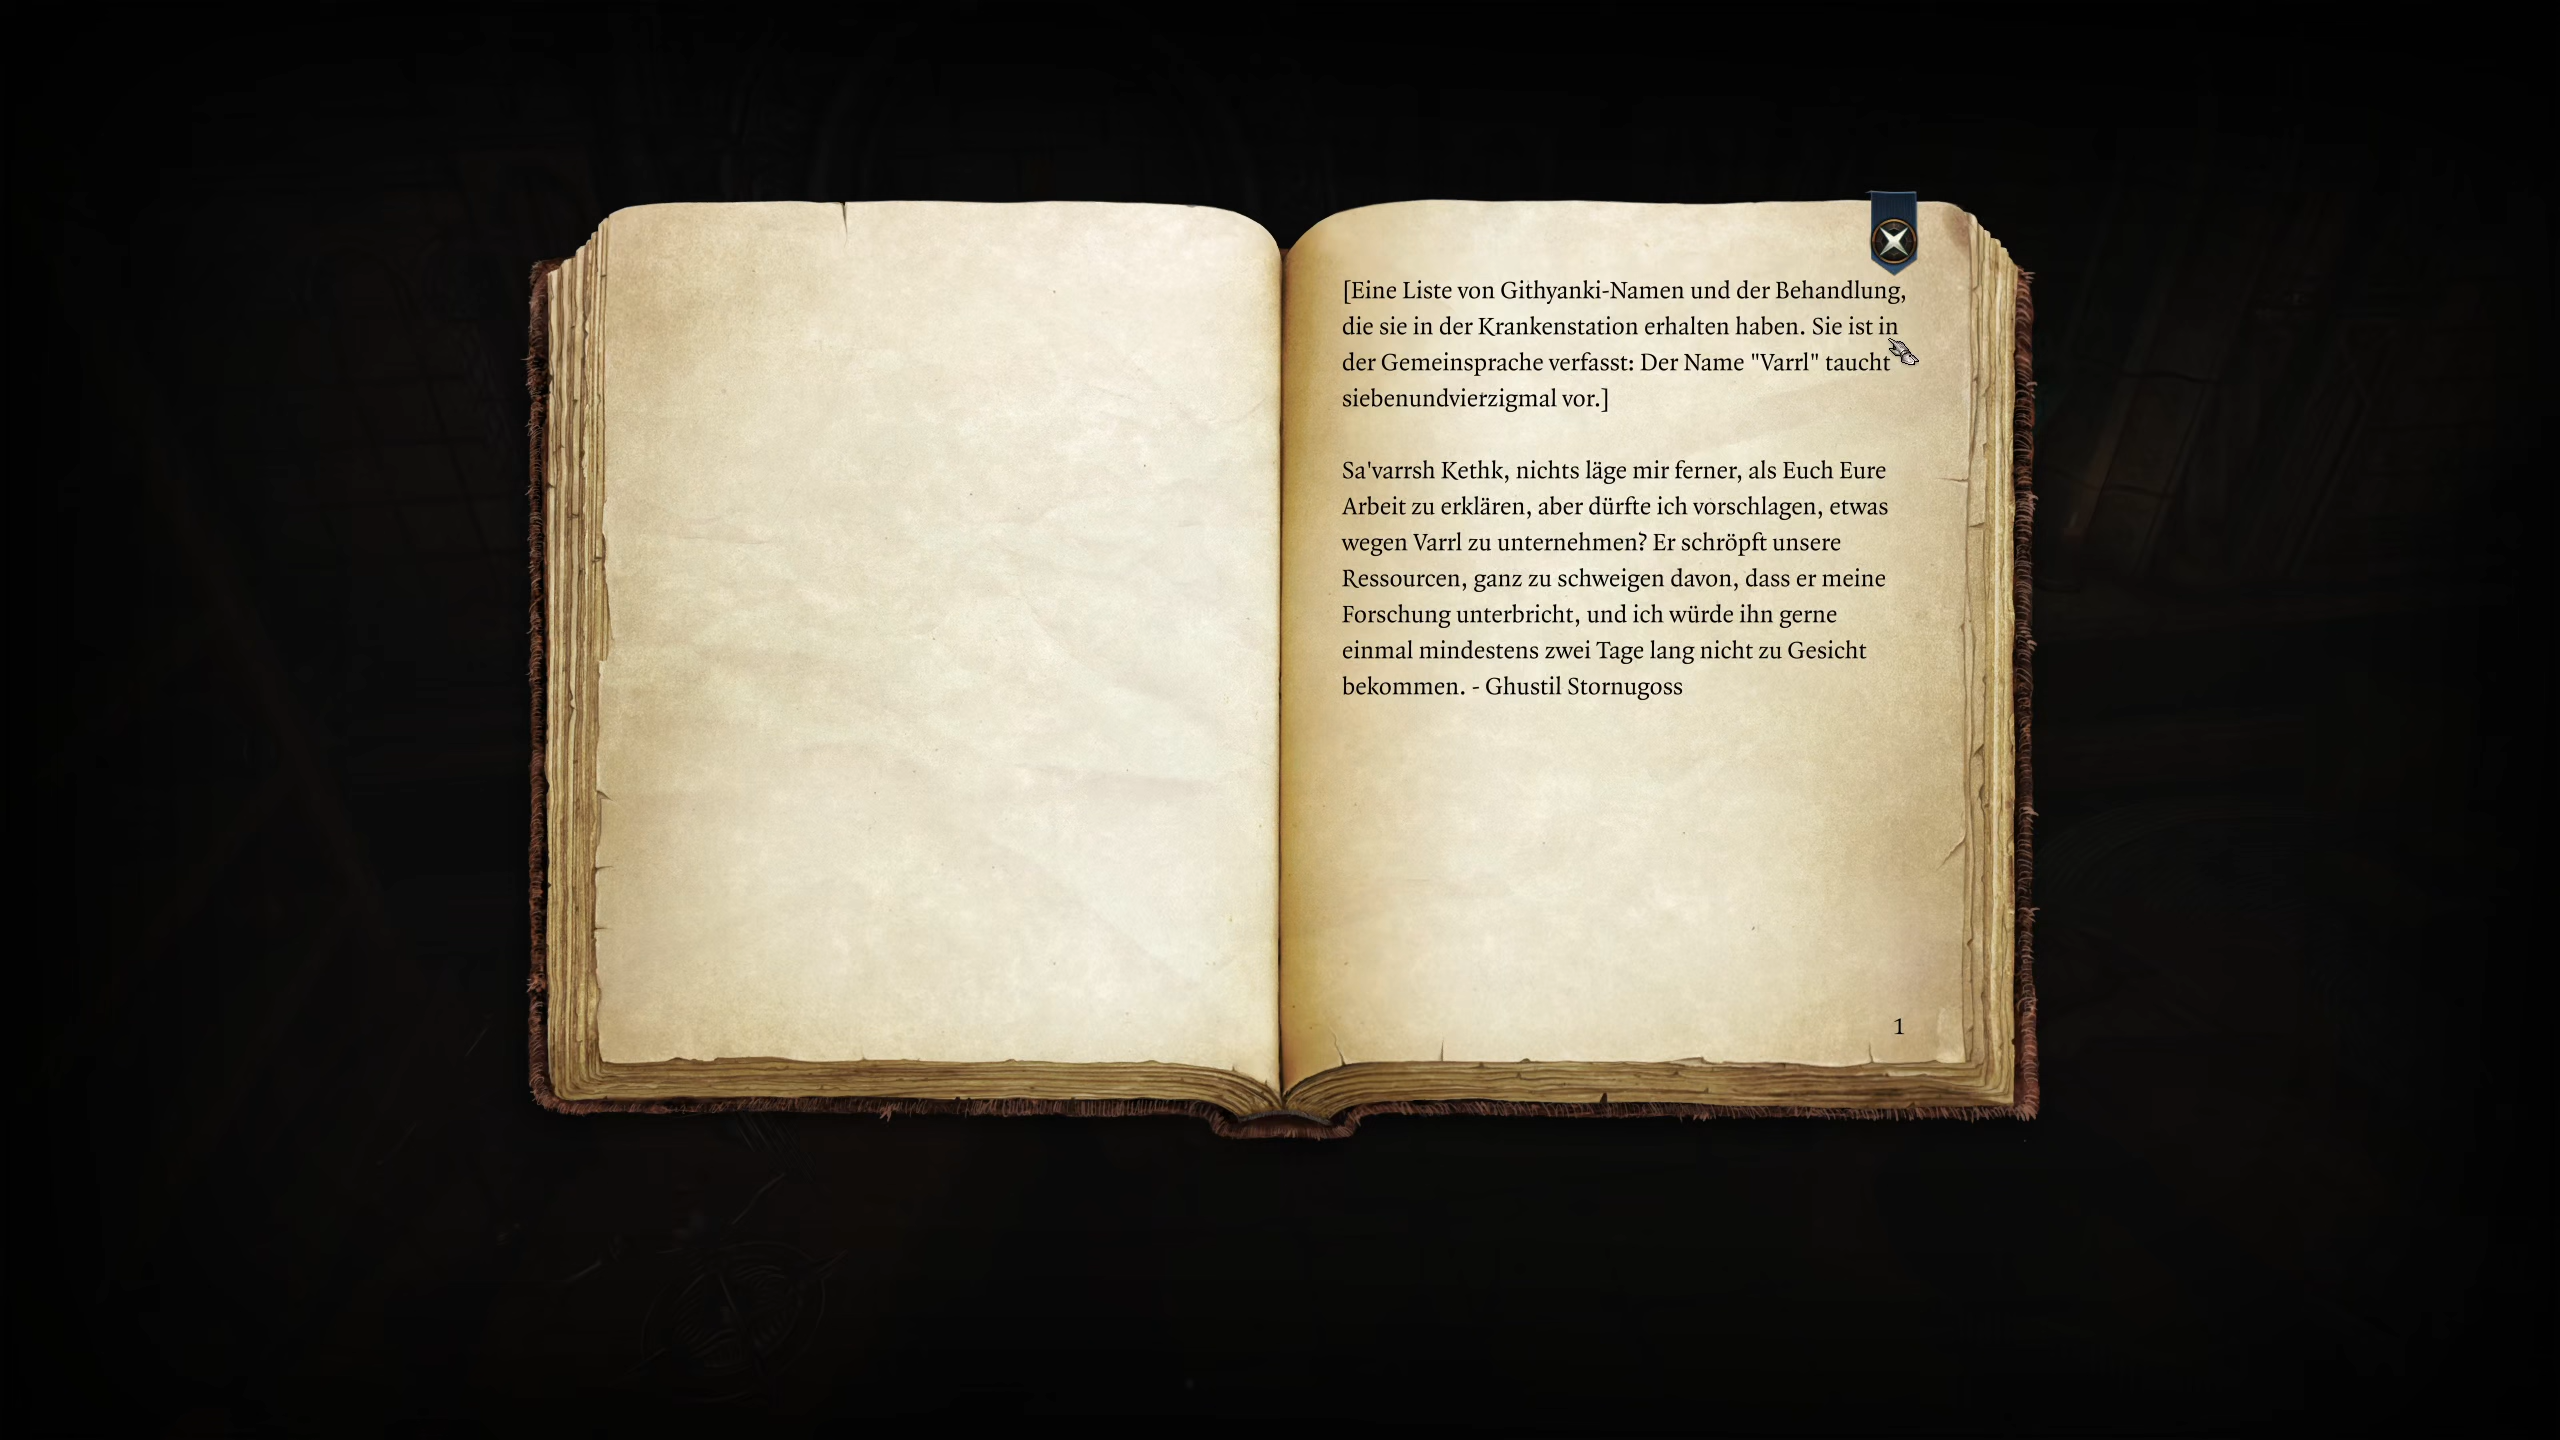 [Eine Liste von Githyanki-Namen und der Behandlung,
die sie in der Krankenstation erhalten haben. Sie ist in
der Gemeinsprache verfasst: Der Name "Varrl" taucht
siebenundvierzigmal vor.]
Sa'varrsh Kethk, nichts läge mir ferner, als Euch Eure
Arbeit zu erklären, aber dürfte ich vorschlagen, etwas
wegen Varrl zu unternehmen? Er schröpft unsere
Ressourcen, ganz zu schweigen davon, dass er meine
Forschung unterbricht, und ich würde ihn gerne
einmal mindestens zwei Tage lang nicht zu Gesicht
bekommen. - Ghustil Stornugoss
1